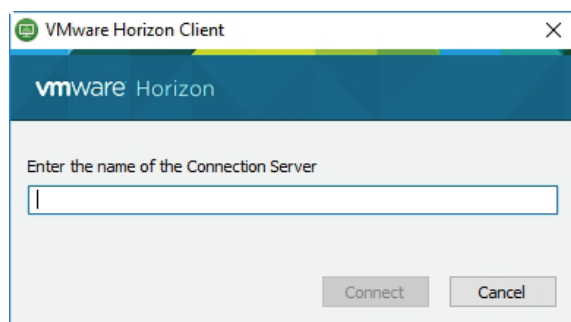 VMware Horizon Client
vmware Horizon
Enter the name of the Connection Server
Connect Cancel